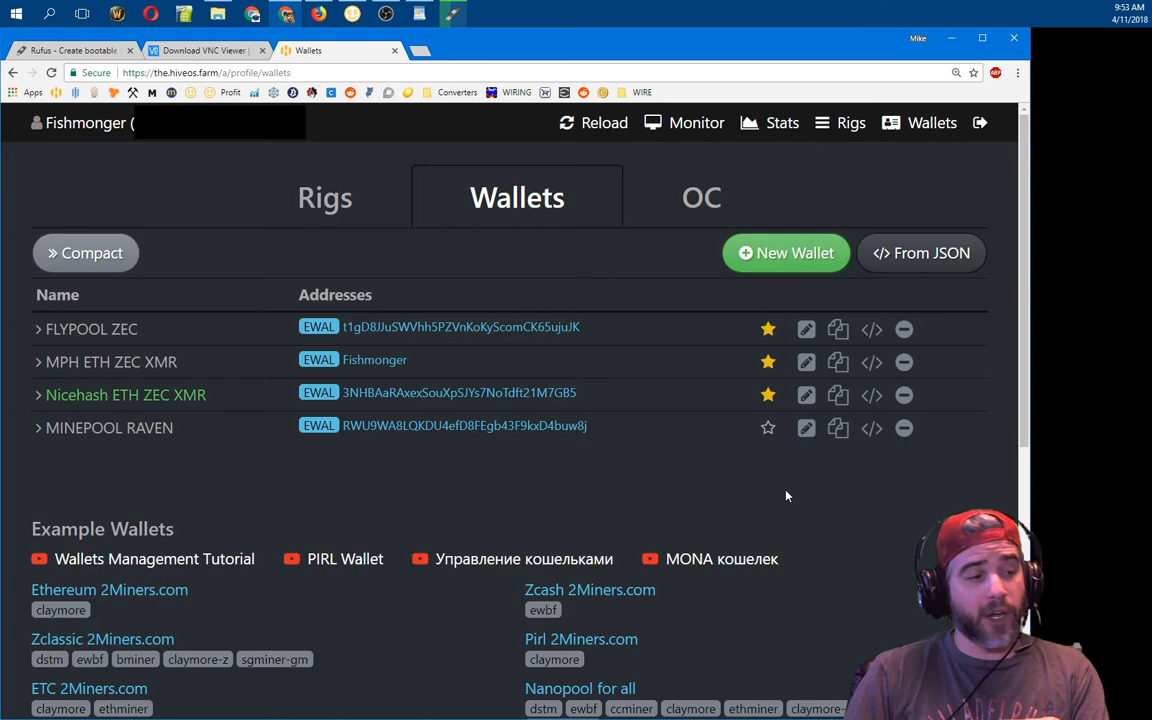 9:53 AM
4/11/2018
Mike
Rufus - Create bootable
Download VNC Viewer |
Wallets
Secure https://the.hiveos.farm/a/profile/wallets
Apps
Profit
Converters
WIRING
WIRE
Fishmonger (
Reload
Monitor
Stats
Rigs
Wallets
Rigs
Wallets
OC
» Compact
New Wallet
</> From JSON
Name
Addresses
FLYPOOL ZEC
EWAL t1gD8JJuSWVhh5PZVnKoKyScomCK65ujuJK
MPH ETH ZEC XMR
EWAL Fishmonger
Nicehash ETH ZEC XMR
EWAL 3NHBAaRAxexSouXpSJYs7NoTdft21M7GB5
MINEPOOL RAVEN
EWAL RWU9WA8LQKDU4efD8FEgb43F9kxD4buw8j
Example Wallets
Wallets Management Tutorial
PIRL Wallet
Управление кошельками
MONA кошелек
Ethereum 2Miners.com
claymore
Zcash 2Miners.com
ewbf
Zclassic 2Miners.com
dstm ewbf bminer claymore-z sgminer-gm
Pirl 2Miners.com
claymore
ETC 2Miners.com
claymore ethminer
Nanopool for all
dstm ewbf ccminer claymore ethminer claymore-